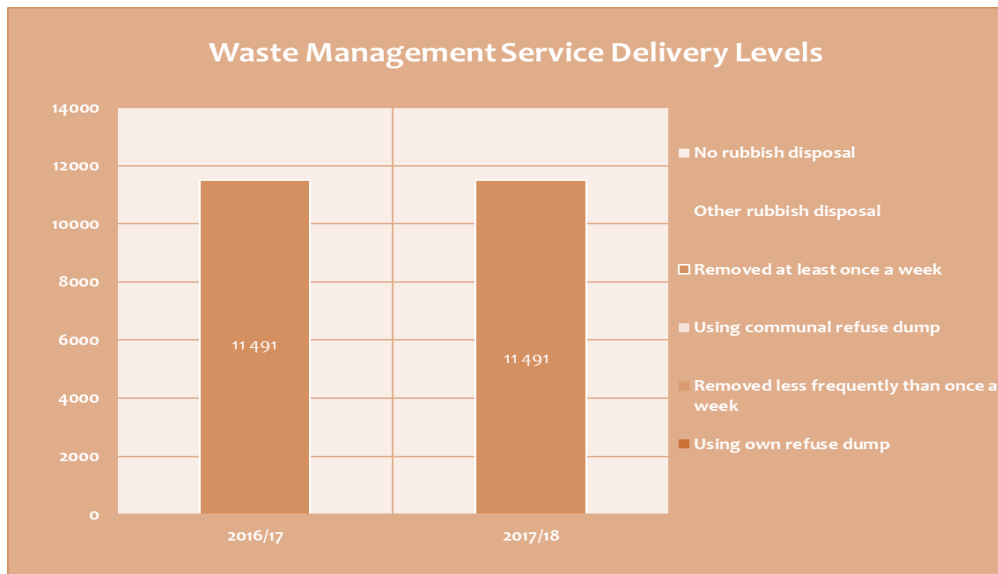 Waste Management Service Delivery Levels
14000
12000
10000
8000
6000
4000
2000
0
11 491
11 491
2016/17
2017/18
No rubbish disposal
Other rubbish disposal
Removed at least once a week
Using communal refuse dump
Removed less frequently than once a
week
Using own refuse dump